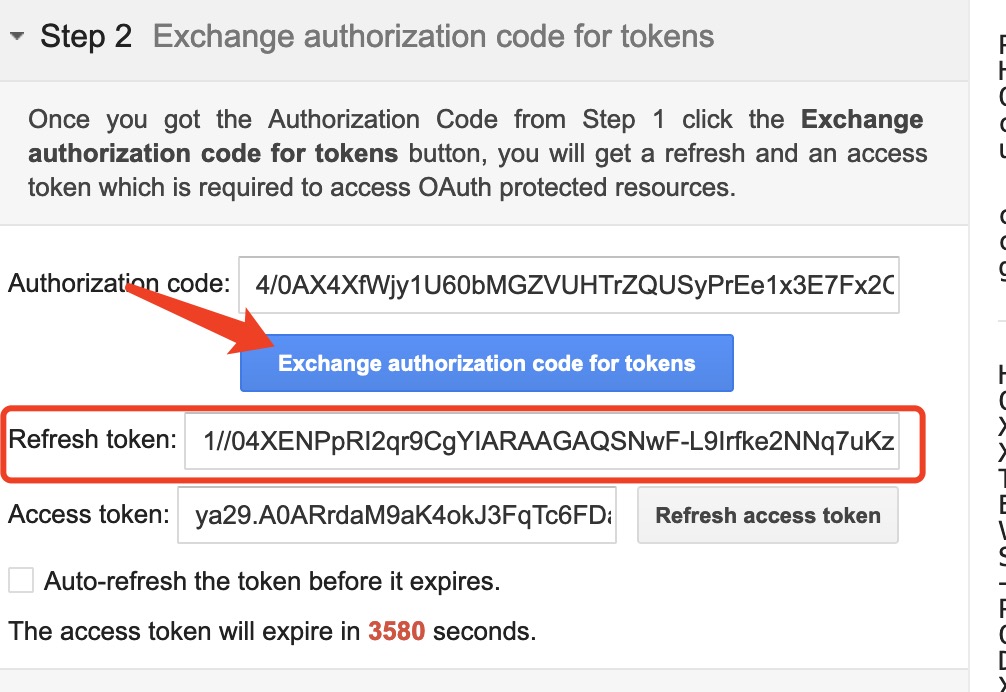 Step 2 Exchange authorization code for tokens
Once you got the Authorization Code from Step 1 click the Exchange
authorization code for tokens button, you will get a refresh and an access
token which is required to access OAuth protected resources.
Authorization code: 4/0AX4XfWjy1U60bMGZVUHTrZQUSyPrEe1x3E7Fx2C
Exchange authorization code for tokens
Refresh token: 1//04XENPpRI2qr9CgYIARAAGAQSNwF-L9Irfke2NNq7uKz
Access token: ya29.A0ARrdaM9aK4okJ3FqTc6FDa Refresh access token
Auto-refresh the token before it expires.
The access token will expire in 3580 seconds.